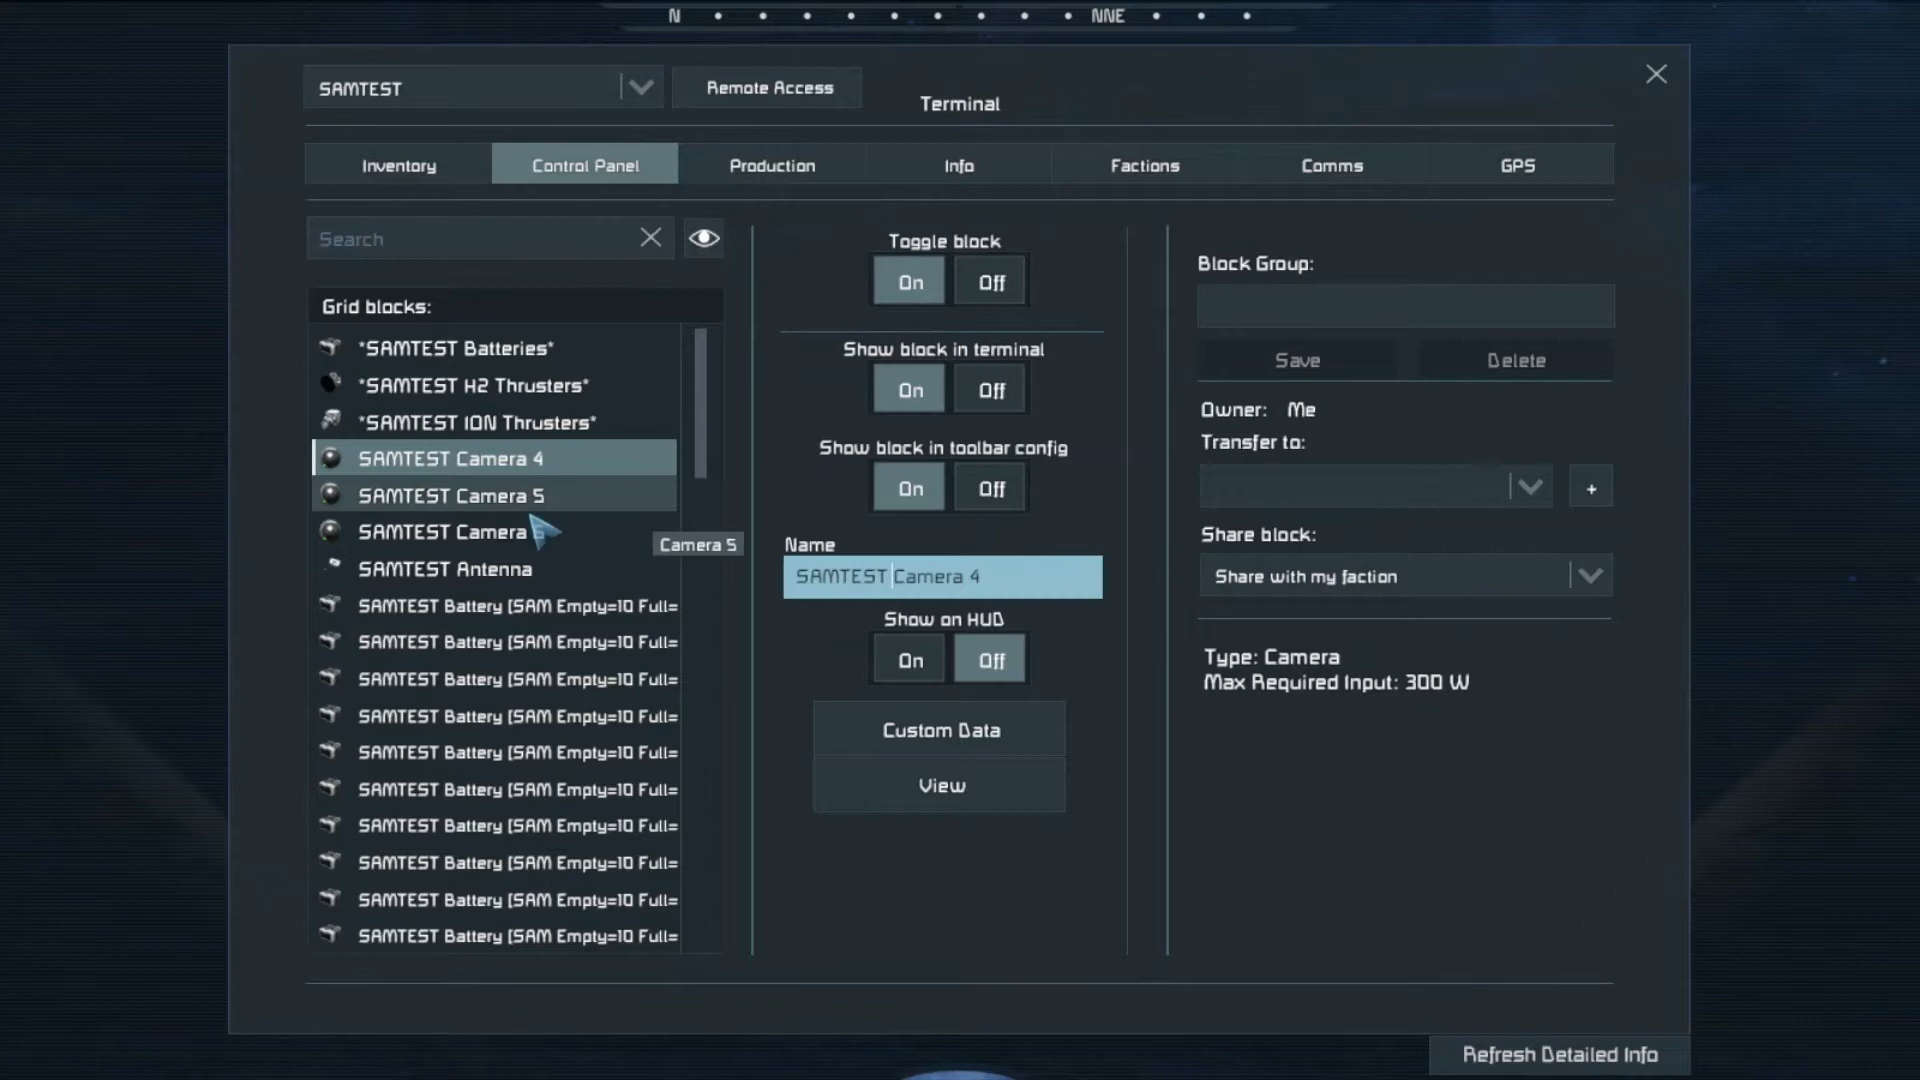 N NNE
SAMTEST
Remote Access
Terminal
Inventory
Control Panel
Production
Info
Factions
Comms
GPS
Search
Grid blocks:
*SAMTEST Batteries*
*SAMTEST H2 Thrusters*
*SAMTEST ION Thrusters*
SAMTEST Camera 4
SAMTEST Camera 5
SAMTEST Camera
SAMTEST Antenna
SAMTEST Battery [SAM Empty=10 Full=
SAMTEST Battery [SAM Empty=10 Full=
SAMTEST Battery [SAM Empty=10 Full=
SAMTEST Battery [SAM Empty=10 Full=
SAMTEST Battery [SAM Empty=10 Full=
SAMTEST Battery [SAM Empty=10 Full=
SAMTEST Battery [SAM Empty=10 Full=
SAMTEST Battery [SAM Empty=10 Full=
SAMTEST Battery [SAM Empty=10 Full=
SAMTEST Battery [SAM Empty=10 Full=
Camera 5
Toggle block
On Off
Show block in terminal
On Off
Show block in toolbar config
On Off
Name
SAMTEST Camera 4
Show on HUD
On Off
Custom Data
View
Block Group:
Save Delete
Owner: Me
Transfer to:
+
Share block:
Share with my faction
Type: Camera
Max Required Input: 300 W
Refresh Detailed Info